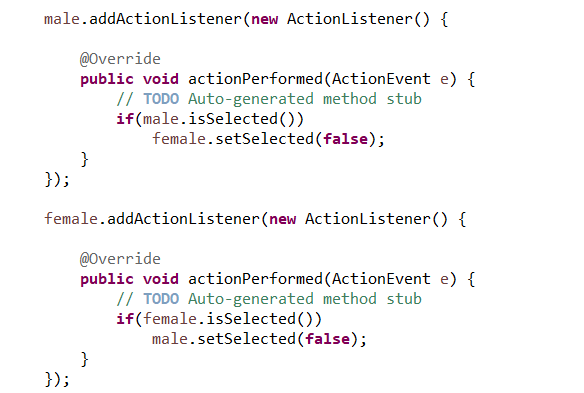 male.addActionListener(new ActionListener() {
@Override
public void actionPerformed(ActionEvent e) {
// TODO Auto-generated method stub
if(male.isSelected())
female.setSelected(false);
}
});
female.addActionListener(new ActionListener() {
@Override
public void actionPerformed(ActionEvent e) {
// TODO Auto-generated method stub
if(female.isSelected())
male.setSelected(false);
}
});